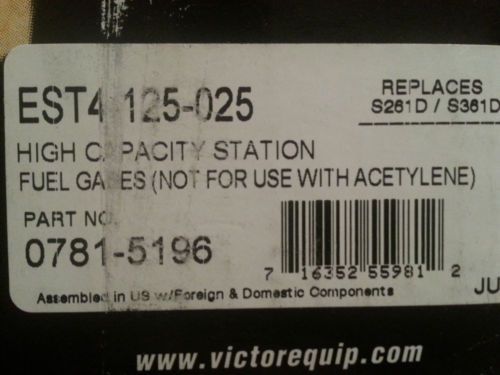 EST4-125-025
REPLACES
S261D / S361D
HIGH CAPACITY STATION
FUEL GASES (NOT FOR USE WITH ACETYLENE)
PART NO.
0781-5196
7 16352 55981 2
Assembled in US w/Foreign & Domestic Components
JU
www.victorequip.com